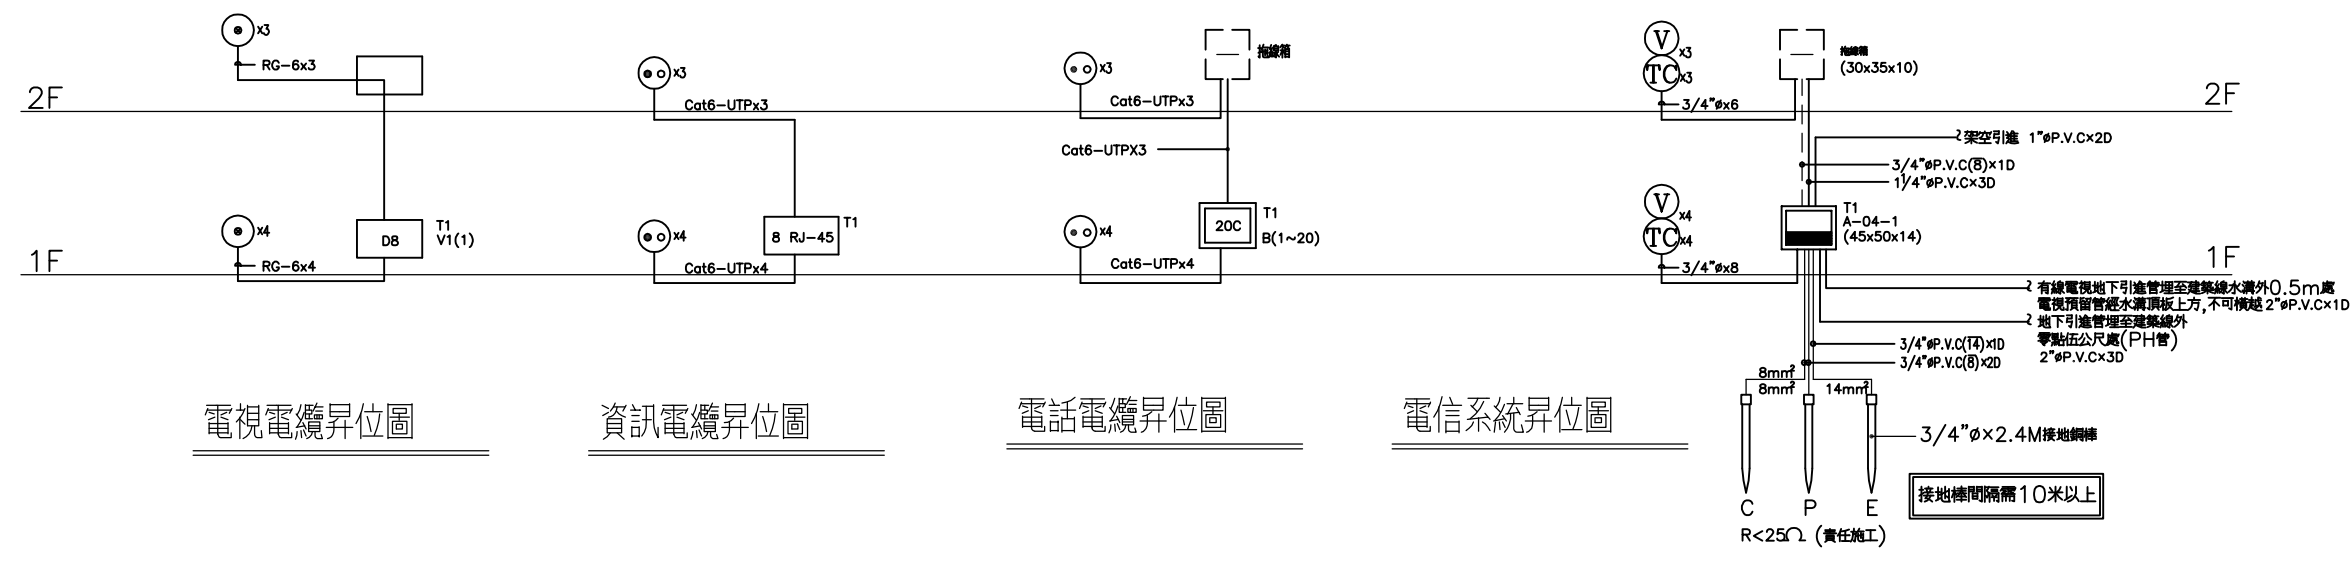 x3
RG-6x3
2F
x4
RG-6x4
1F
D8
T1
V1(1)
電視電纜昇位圖
x3
Cat6-UTPx3
x4
Cat6-UTPx4
8 RJ-45
T1
資訊電纜昇位圖
x3
Cat6-UTPx3
拖線箱
Cat6-UTPX3
x4
Cat6-UTPx4
20C
T1
B(1~20)
電話電纜昇位圖
V
x3
TC
x3
3/4"øx6
拖線箱
(30x35x10)
2F
架空引進 1"øP.V.C×2D
3/4"øP.V.C(8)×1D
1 1/4"øP.V.C×3D
V
x4
TC
x4
3/4"øx8
T1
A-04-1
(45x50x14)
1F
有線電視地下引進管埋至建築線水溝外0.5m處
電視預留管經水溝頂板上方,不可橫越 2"øP.V.C×1D
地下引進管埋至建築線外
零點伍公尺處(PH管)
2"øP.V.C×3D
3/4"øP.V.C(14)×1D
3/4"øP.V.C(8)×2D
8mm²
8mm²
14mm²
電信系統昇位圖
3/4"ø×2.4M接地銅棒
接地棒間隔需10米以上
C P E
R<25Ω (責任施工)